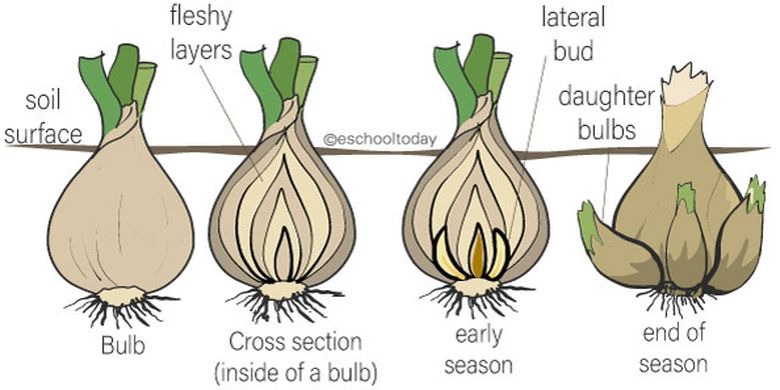 fleshy
layers
lateral
bud
soil
surface
daughter
bulbs
©eschooltoday
Bulb
Cross section
(inside of a bulb)
early
season
end of
season